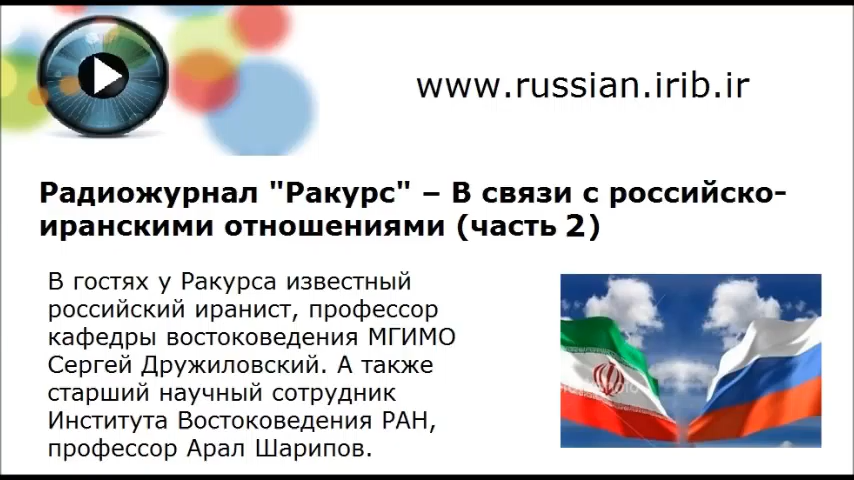 www.russian.irib.ir
Радиожурнал "Ракурс" – В связи с российско-
иранскими отношениями (часть 2)
В гостях у Ракурса известный
российский иранист, профессор
кафедры востоковедения МГИМО
Сергей Дружиловский. А также
старший научный сотрудник
Института Востоковедения РАН,
профессор Арал Шарипов.